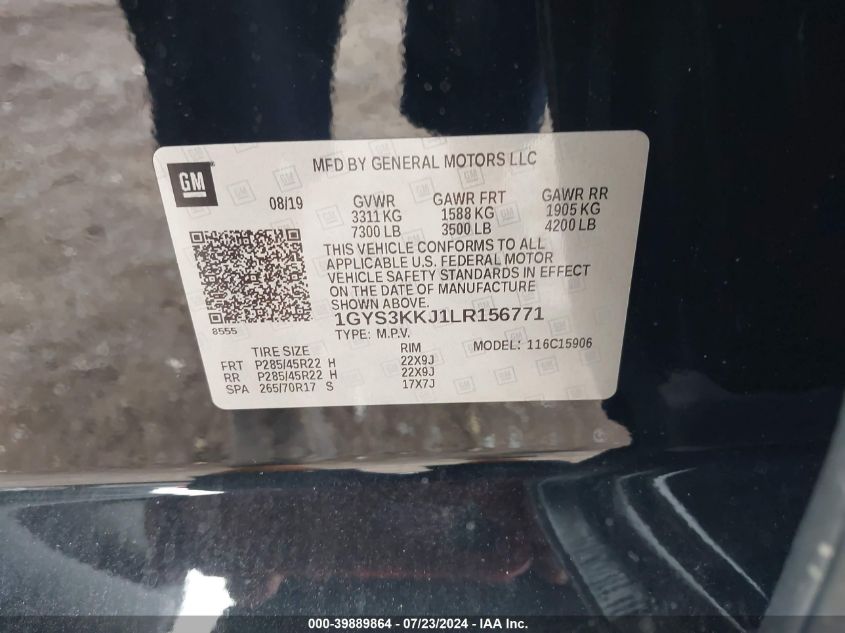 MFD BY GENERAL MOTORS LLC
GM
08/19 GVWR GAWR FRT GAWR RR
3311 KG 1588 KG 1905 KG
7300 LB 3500 LB 4200 LB
THIS VEHICLE CONFORMS TO ALL
APPLICABLE U.S. FEDERAL MOTOR
VEHICLE SAFETY STANDARDS IN EFFECT
ON THE DATE OF MANUFACTURE
SHOWN ABOVE.
8555
1GYS3KKJ1LR156771
TYPE: M.P.V. MODEL: 116C15906
TIRE SIZE RIM
FRT P285/45R22 H 22X9J
RR P285/45R22 H 22X9J
SPA 265/70R17 S 17X7J
000-39889864 / 07/23/2024 - IAA Inc.